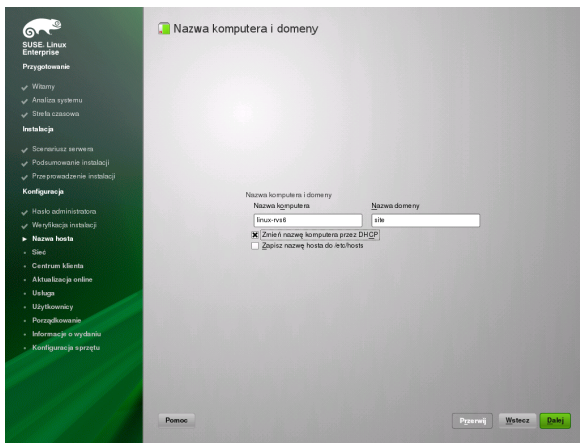 SUSE. Linux
Enterprise
Przygotowanie
Witamy
Analiza systemu
Strefa czasowa
Instalacja
Scenariusz serwera
Podsumowanie instalacji
Przeprowadzenie instalacji
Konfiguracja
Hasło administratora
Weryfikacja instalacji
Nazwa hosta
Sieć
Centrum klienta
Aktualizacja online
Usługa
Użytkownicy
Porządkowanie
Informacje o wydaniu
Konfiguracja sprzętu
Nazwa komputera i domeny
Nazwa komputera i domeny
Nazwa komputera
Nazwa domeny
linux-rvs6
site
Zmień nazwę komputera przez DHCP
Zapisz nazwę hosta do /etc/hosts
Pomoc
Przerwij
Wstecz
Dalej